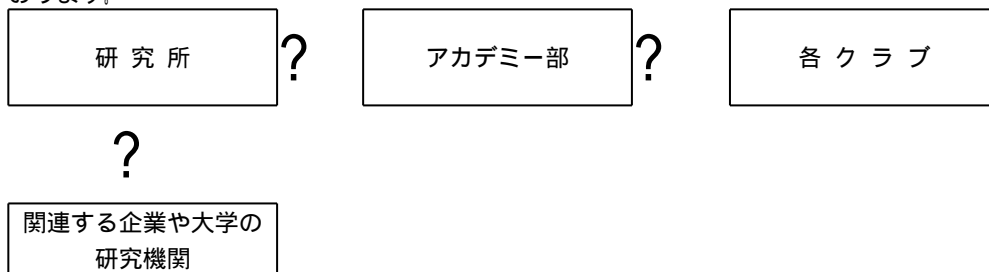 おります。
研 究 所 ? アカデミー部 ? 各 ク ラ ブ
?
関連する企業や大学の
研究機関